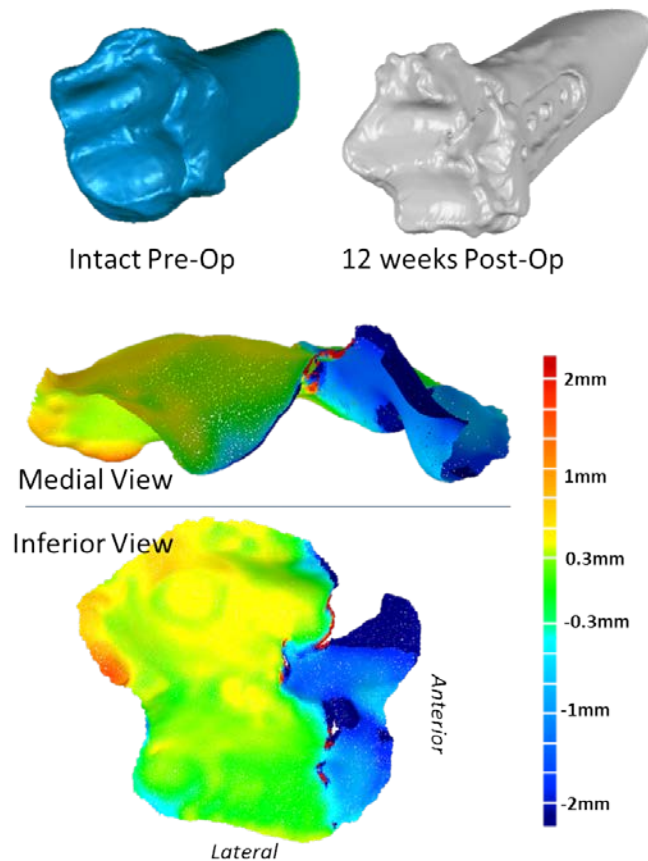 Intact Pre-Op
12 weeks Post-Op
Medial View
Inferior View
Anterior
Lateral
2mm
1mm
0.3mm
-0.3mm
-1mm
-2mm